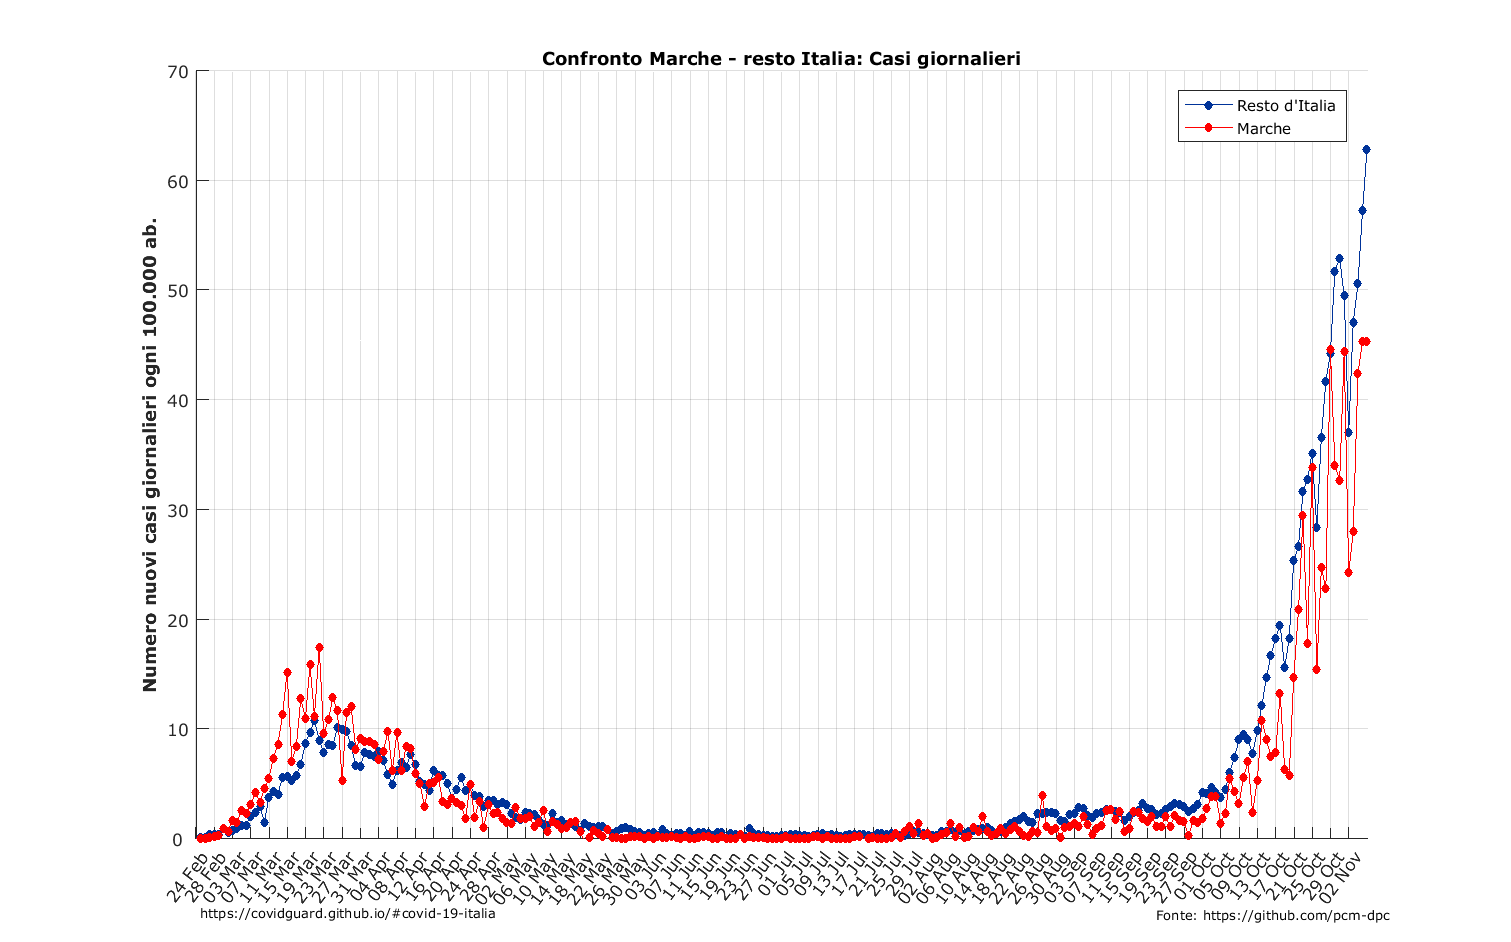 Confronto Marche - resto Italia: Casi giornalieri
Numero nuovi casi giornalieri ogni 100.000 ab.
70
60
50
40
30
20
10
0
Resto d'Italia
Marche
24 Feb
28 Feb
03 Mar
07 Mar
11 Mar
15 Mar
19 Mar
23 Mar
27 Mar
31 Mar
04 Apr
08 Apr
12 Apr
16 Apr
20 Apr
24 Apr
28 Apr
02 May
06 May
10 May
14 May
18 May
22 May
26 May
30 May
03 Jun
07 Jun
11 Jun
15 Jun
19 Jun
23 Jun
27 Jun
01 Jul
05 Jul
09 Jul
13 Jul
17 Jul
21 Jul
25 Jul
29 Jul
02 Aug
06 Aug
10 Aug
14 Aug
18 Aug
22 Aug
26 Aug
30 Aug
03 Sep
07 Sep
11 Sep
15 Sep
19 Sep
23 Sep
27 Sep
01 Oct
05 Oct
09 Oct
13 Oct
17 Oct
21 Oct
25 Oct
29 Oct
02 Nov
https://covidguard.github.io/#covid-19-italia
Fonte: https://github.com/pcm-dpc